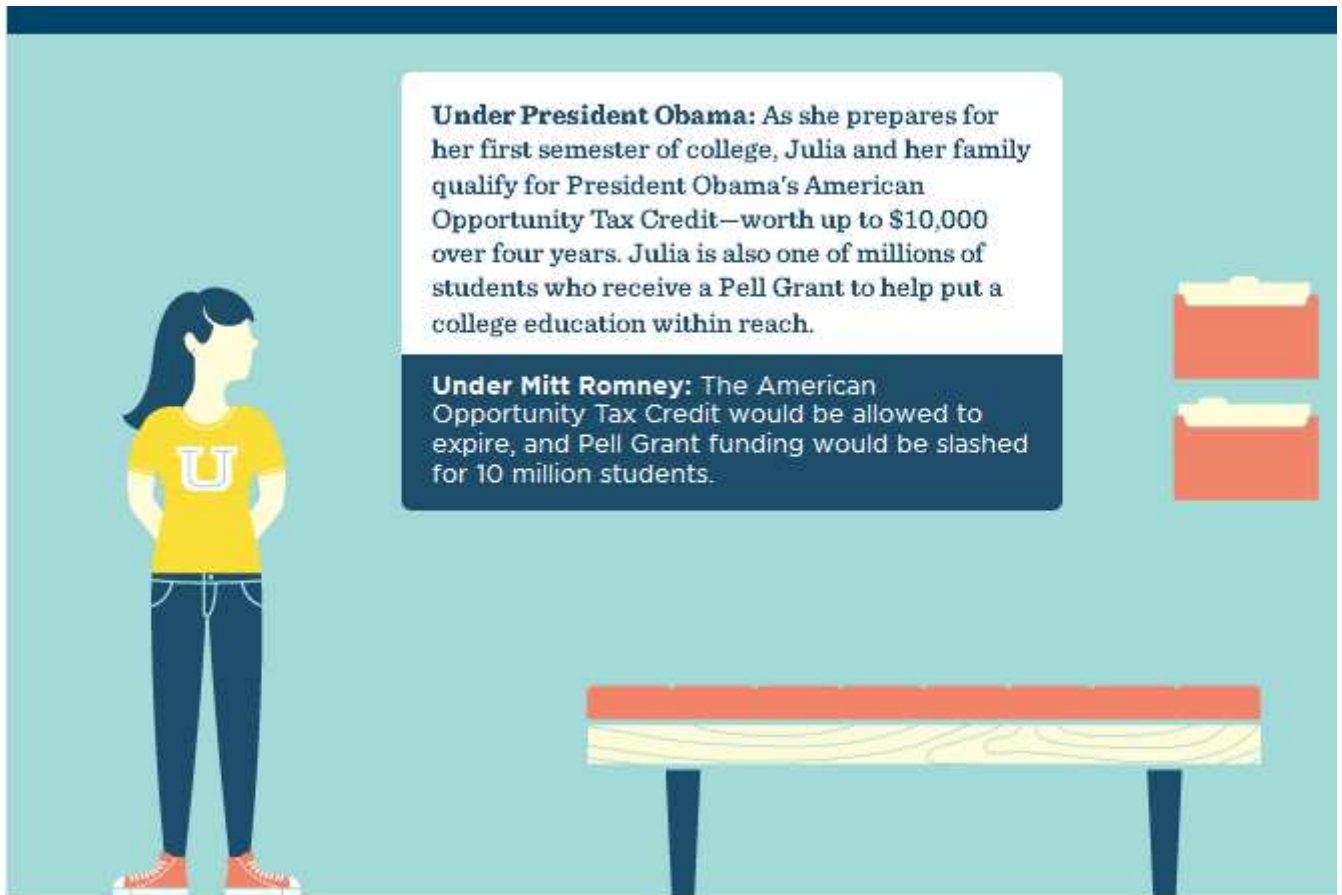 Under President Obama: As she prepares for
her first semester of college, Julia and her family
qualify for President Obama's American
Opportunity Tax Credit—worth up to $10,000
over four years. Julia is also one of millions of
students who receive a Pell Grant to help put a
college education within reach.
Under Mitt Romney: The American
Opportunity Tax Credit would be allowed to
expire, and Pell Grant funding would be slashed
for 10 million students.
U